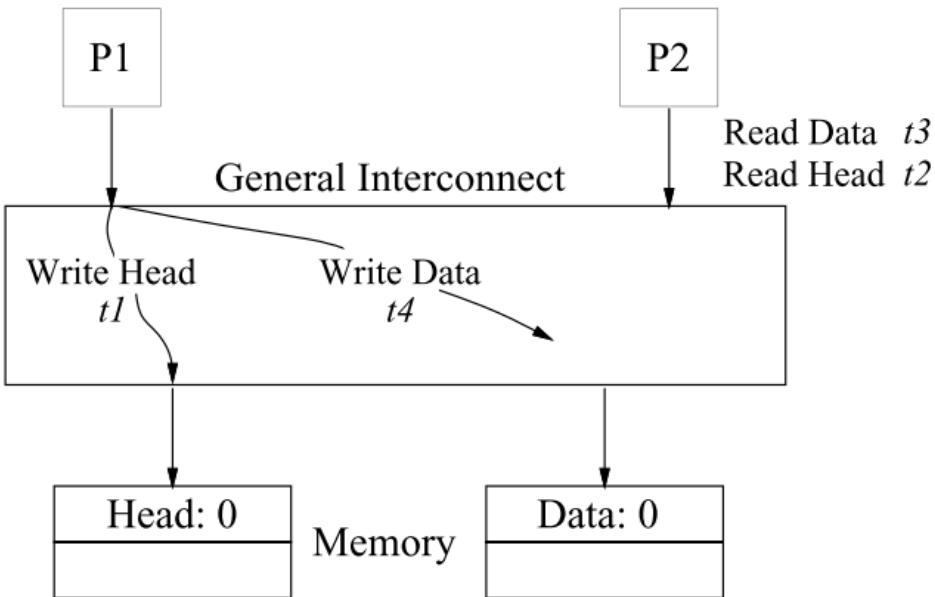 P1
P2
Read Data t3
General Interconnect
Read Head t2
Write Head
t1
Write Data
t4
Head: 0
Data: 0
Memory